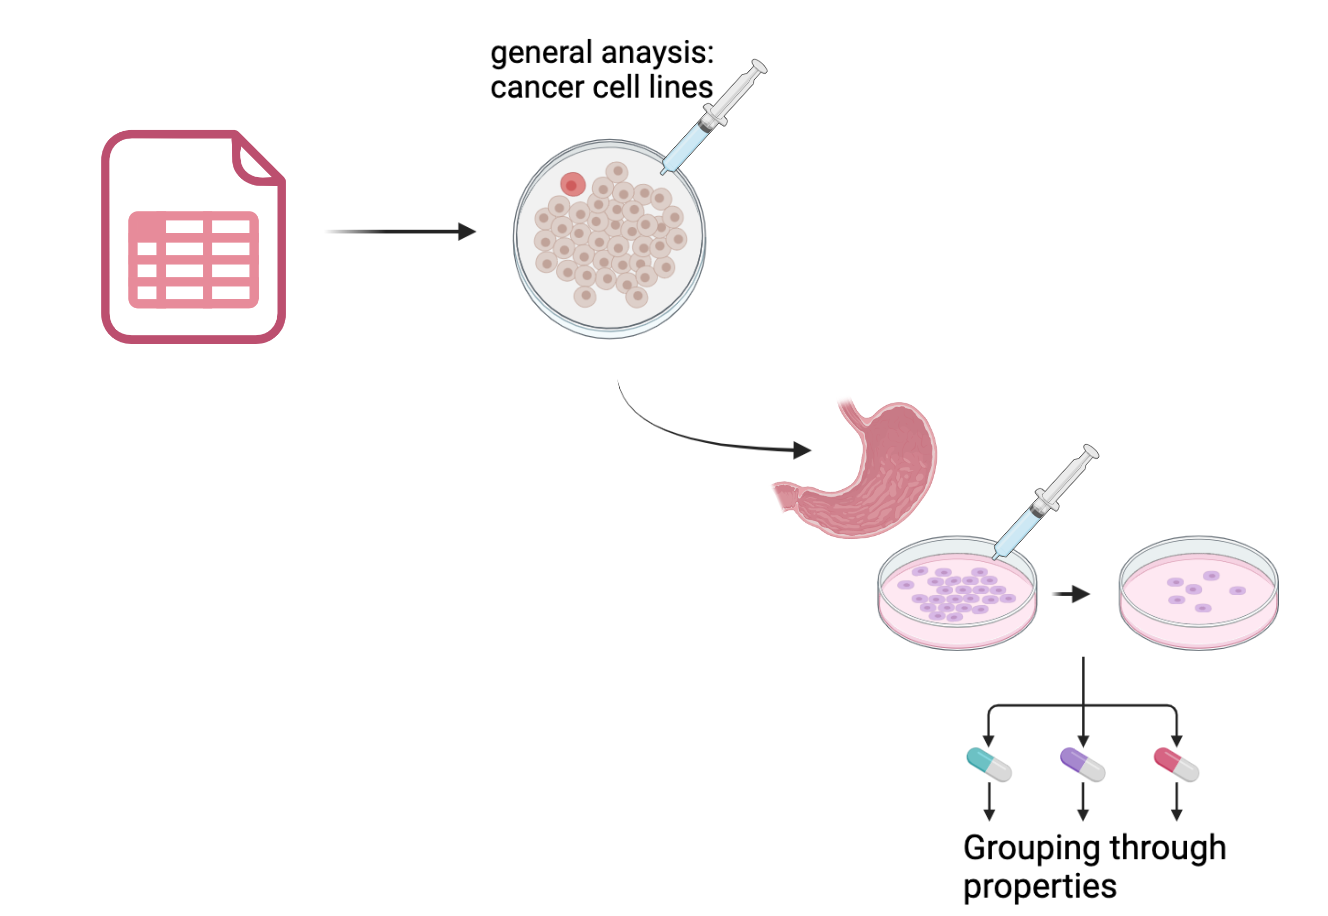 general anaysis:
cancer cell lines
Grouping through
properties